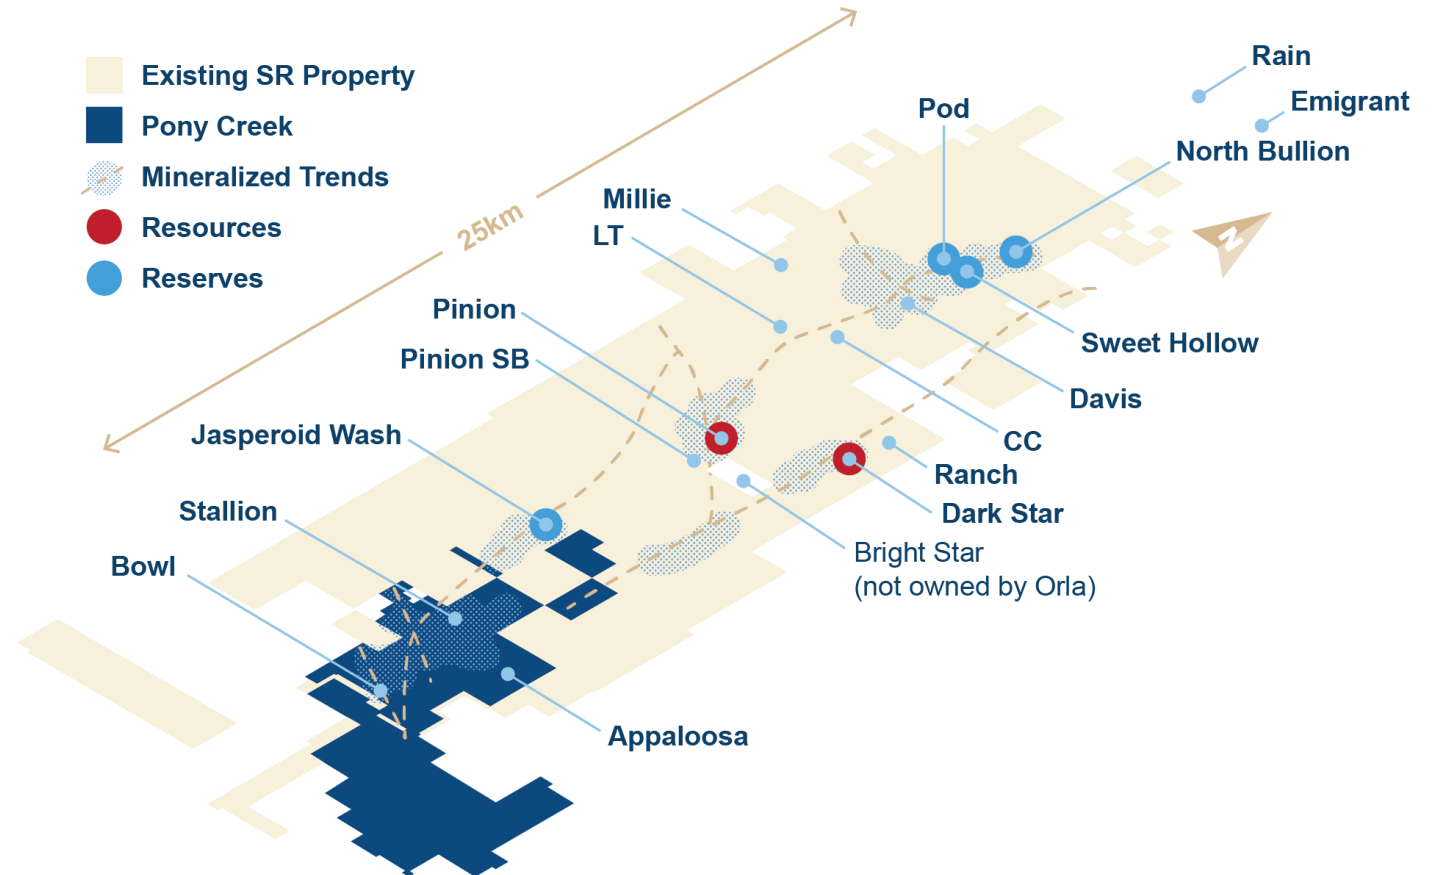 Existing SR Property
Pony Creek
Mineralized Trends
Resources
Reserves
25km
Rain
Emigrant
Pod
North Bullion
Millie
LT
N
Pinion
Pinion SB
Sweet Hollow
Davis
Jasperoid Wash
CC
Ranch
Stallion
Dark Star
Bright Star
(not owned by Orla)
Bowl
Appaloosa